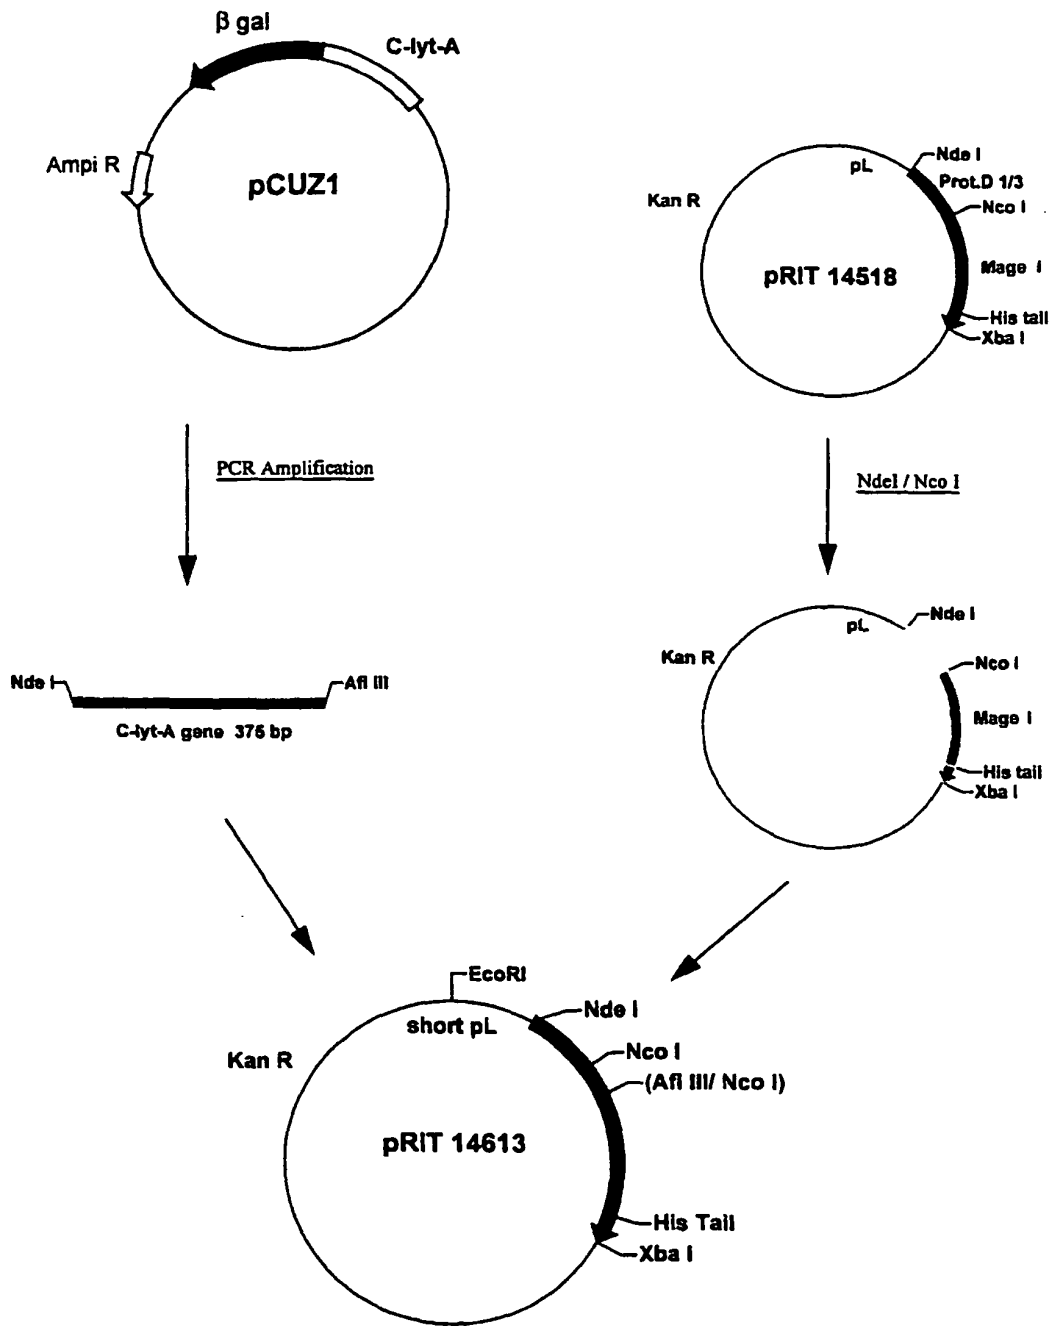 β gal
C-lyt-A
Ampi R
pCUZ1
PCR Amplification
Nde I
Afl III
C-lyt-A gene 375 bp
pL
Nde I
Prot.D 1/3
Kan R
Nco I
pRIT 14518
Mage I
His tail
Xba I
NdeI / Nco I
pL
Nde I
Kan R
Nco I
Mage I
His tail
Xba I
EcoRI
short pL
Nde I
Kan R
Nco I
(Afl III/ Nco I)
pRIT 14613
His Tail
Xba I